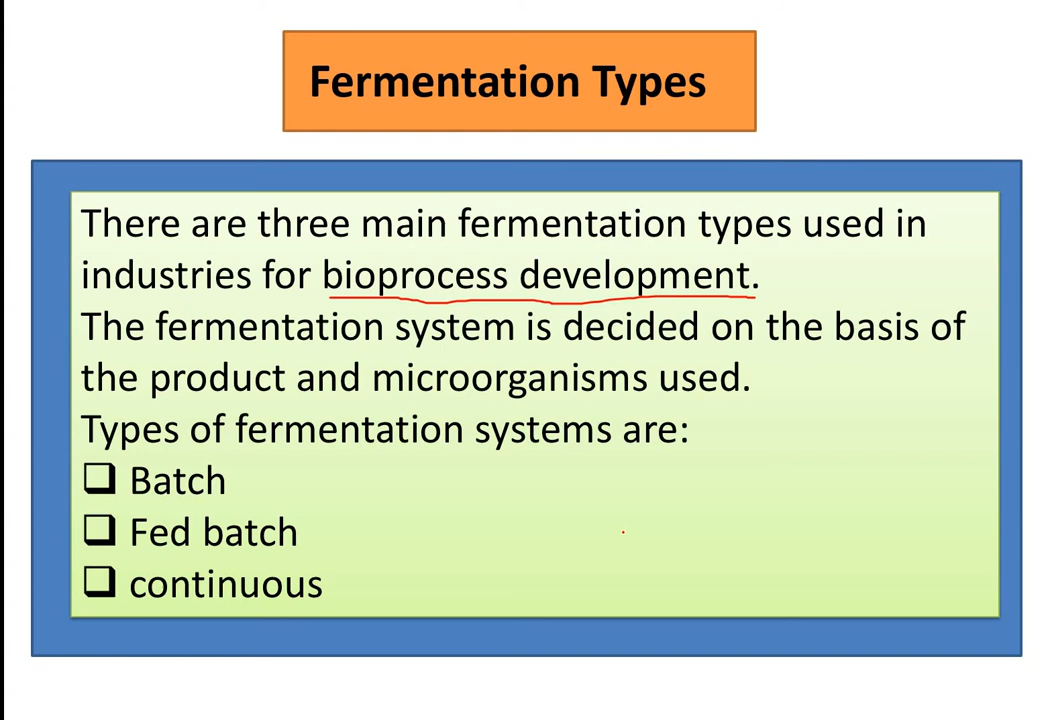 Fermentation Types
There are three main fermentation types used in
industries for bioprocess development.
The fermentation system is decided on the basis of
the product and microorganisms used.
Types of fermentation systems are:
❑ Batch
❑ Fed batch
❑ continuous